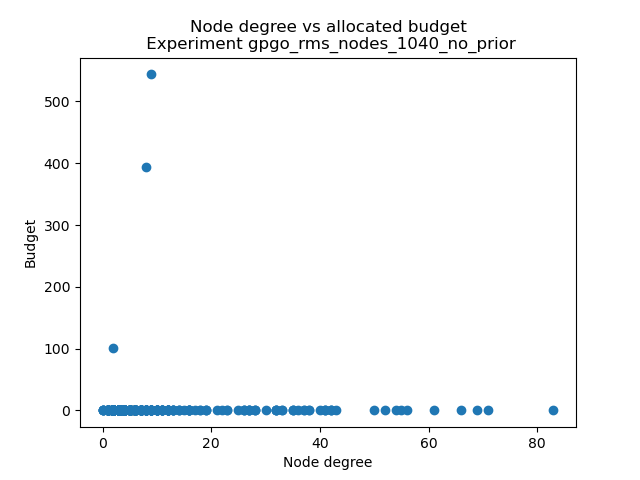 Node degree vs allocated budget
Experiment gpgo_rms_nodes_1040_no_prior
500
400
300
200
100
0
Budget
0 20 40 60 80
Node degree